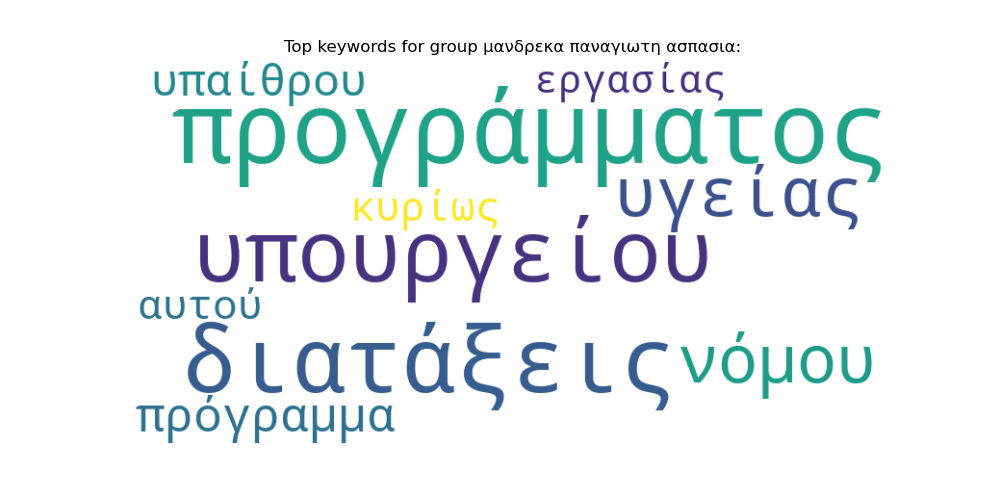 Top keywords for group μανδρεκα παναγιωτη ασπασια:
υπαίθρου εργασίας
προγράμματος
υγείας
κυρίως
υπουργείου
αυτού
διατάξεις νόμου
πρόγραμμα